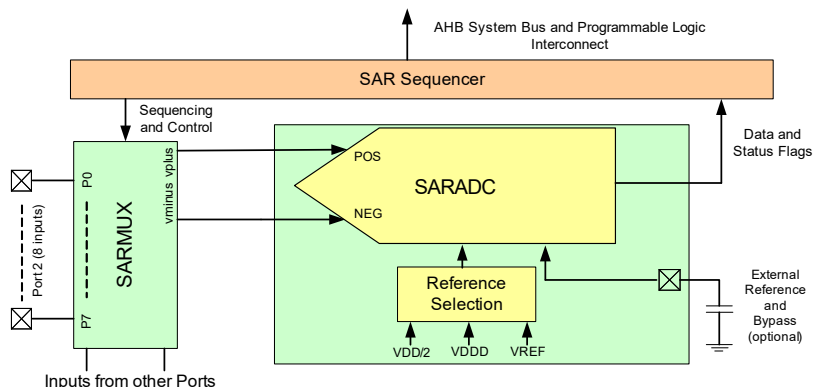 AHB System Bus and Programmable Logic
Interconnect
SAR Sequencer
Sequencing
and Control
Data and
Status Flags
vminus vplus
POS
NEG
SARADC
P0
Port 2 (8 inputs)
SARMUX
P7
Reference
Selection
External
Reference
and
Bypass
(optional)
VDD/2
VDDD
VREF
Inputs from other Ports